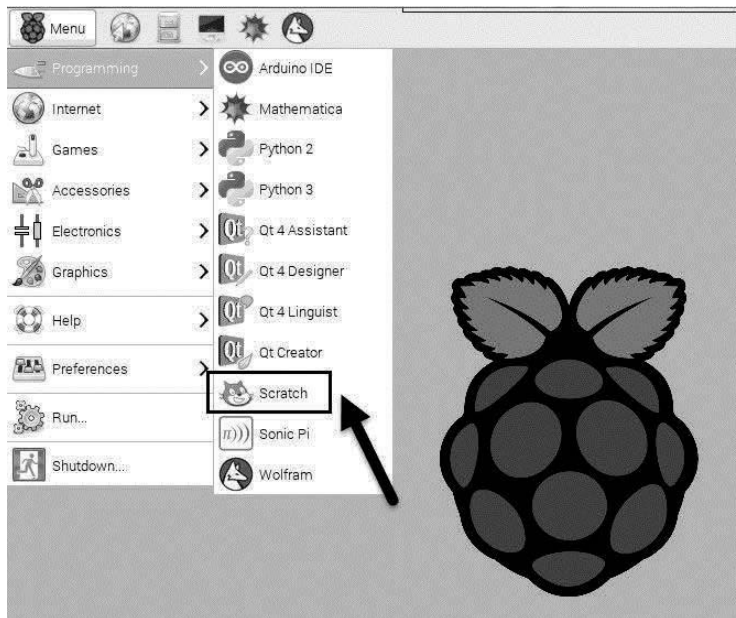 Menu
Programming
Internet
Games
Accessories
Electronics
Graphics
Help
Preferences
Run...
Shutdown...
Arduino IDE
Mathematica
Python 2
Python 3
Qt 4 Assistant
Qt 4 Designer
Qt 4 Linguist
Qt Creator
Scratch
Sonic Pi
Wolfram